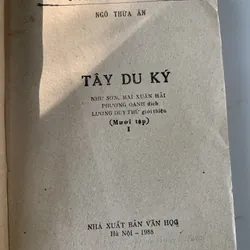 NGÔ THỪA ÂN
TÂY DU KÝ
NHƯ SƠN, MAI XUÂN HẢI
PHƯƠNG OANH dịch
LƯƠNG DUY THỨ giới thiệu
(Mười tập)
I
NHÀ XUẤT BẢN VĂN HỌC
Hà Nội – 1988